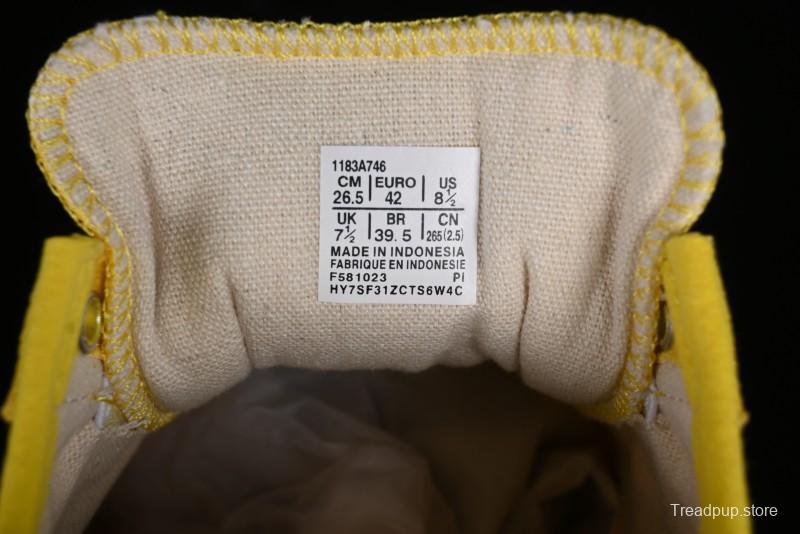 1183A746
CM EURO US
26.5 42 8½
UK BR CN
7½ 39.5 265(2.5)
MADE IN INDONESIA
FABRIQUE EN INDONESIE
F581023 PI
HY7SF31ZCTS6W4C
Treadpup.store